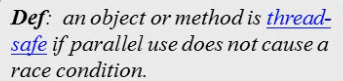 Def:  an object or method is thread-
safe if parallel use does not cause a
race condition.